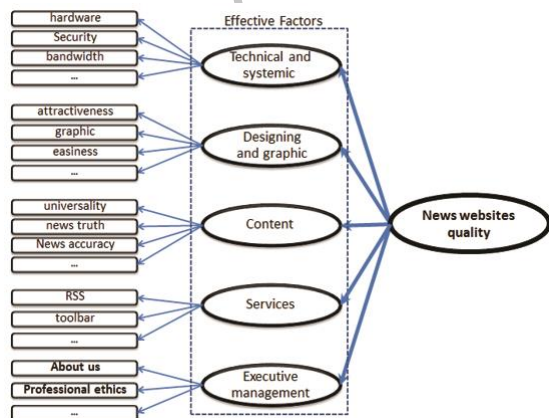 Effective Factors
hardware
Security
bandwidth
...
Technical and
systemic
attractiveness
graphic
easiness
...
Designing
and graphic
universality
news truth
News accuracy
...
Content
News websites
quality
RSS
toolbar
...
Services
About us
Professional ethics
...
Executive
management